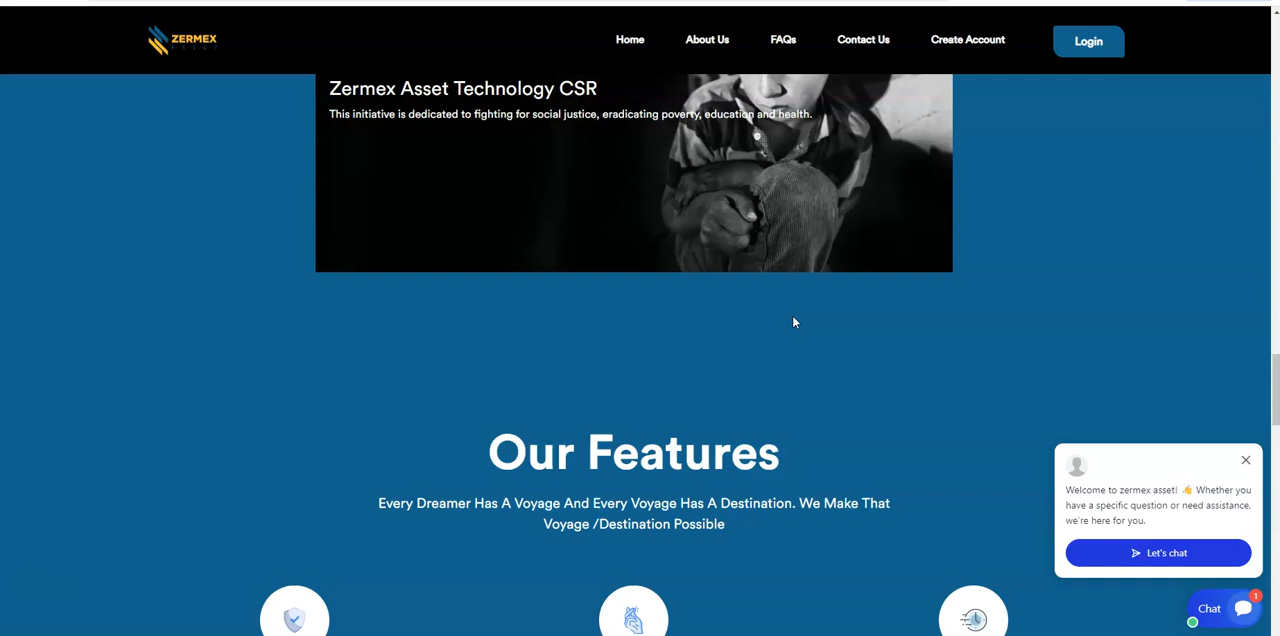 ZERMEX
ASSET
Home
About Us
FAQs
Contact Us
Create Account
Login
Zermex Asset Technology CSR
This initiative is dedicated to fighting for social justice, eradicating poverty, education and health.
Our Features
Every Dreamer Has A Voyage And Every Voyage Has A Destination. We Make That
Voyage /Destination Possible
Welcome to zermex asset! 👋 Whether you
have a specific question or need assistance,
we're here for you.
Let's chat
Chat
1